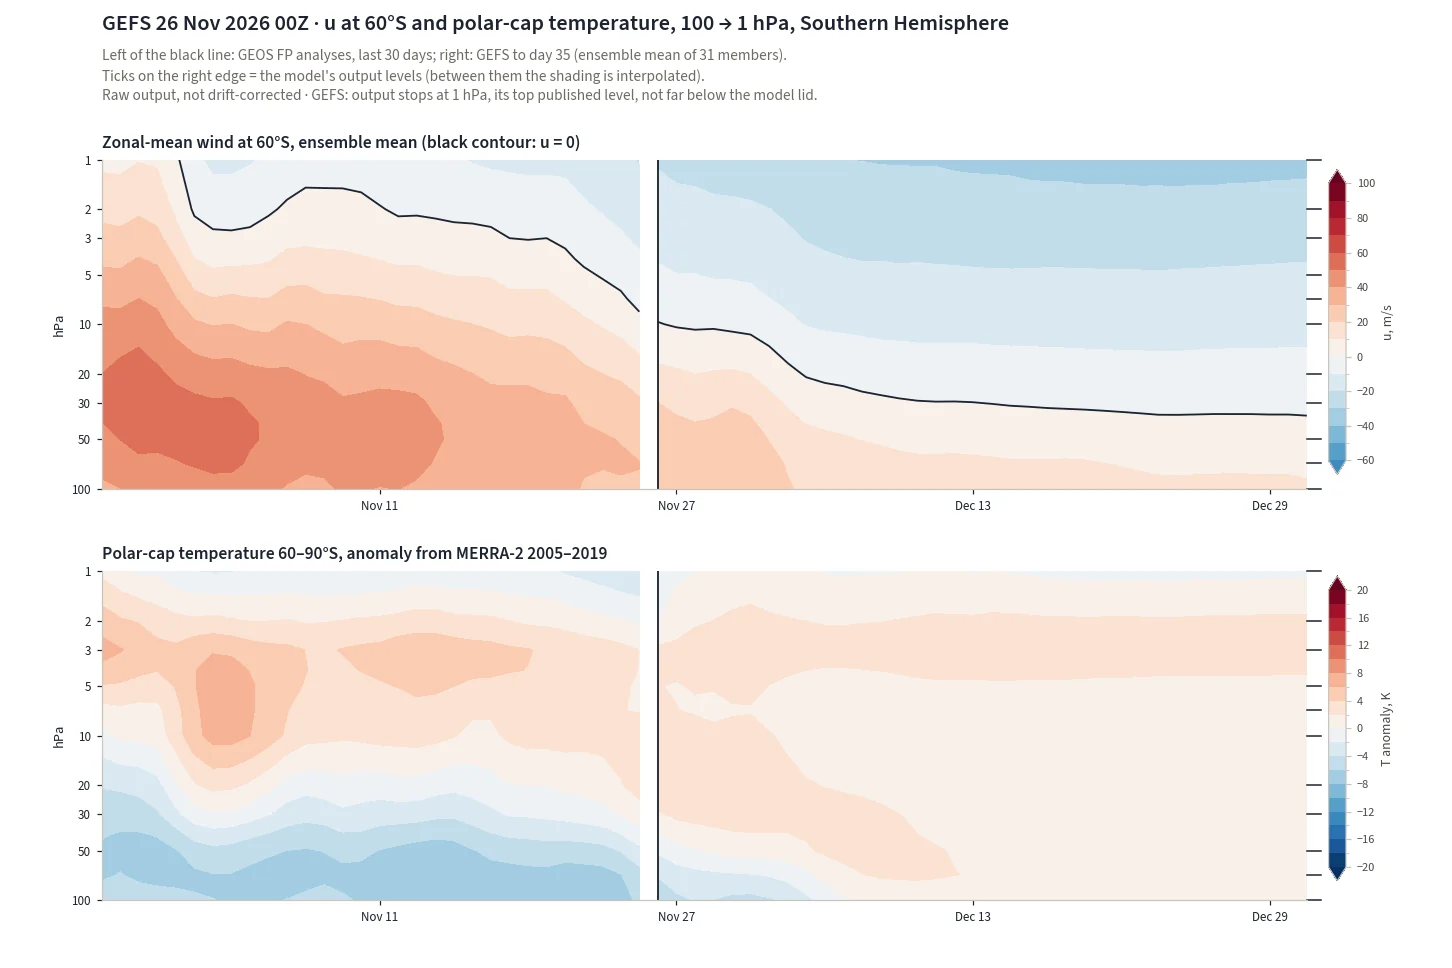 GEFS 26 Nov 2026 00Z · u at 60°S and polar-cap temperature, 100 → 1 hPa, Southern Hemisphere
Left of the black line: GEOS FP analyses, last 30 days; right: GEFS to day 35 (ensemble mean of 31 members).
Ticks on the right edge = the model's output levels (between them the shading is interpolated).
Raw output, not drift-corrected · GEFS: output stops at 1 hPa, its top published level, not far below the model lid.
Zonal-mean wind at 60°S, ensemble mean (black contour: u = 0)
1
2
3
5
10
20
30
50
100
hPa
Nov 11
Nov 27
Dec 13
Dec 29
100
80
60
40
20
0
−20
−40
−60
u, m/s
Polar-cap temperature 60–90°S, anomaly from MERRA-2 2005–2019
1
2
3
5
10
20
30
50
100
hPa
Nov 11
Nov 27
Dec 13
Dec 29
20
16
12
8
4
0
−4
−8
−12
−16
−20
T anomaly, K